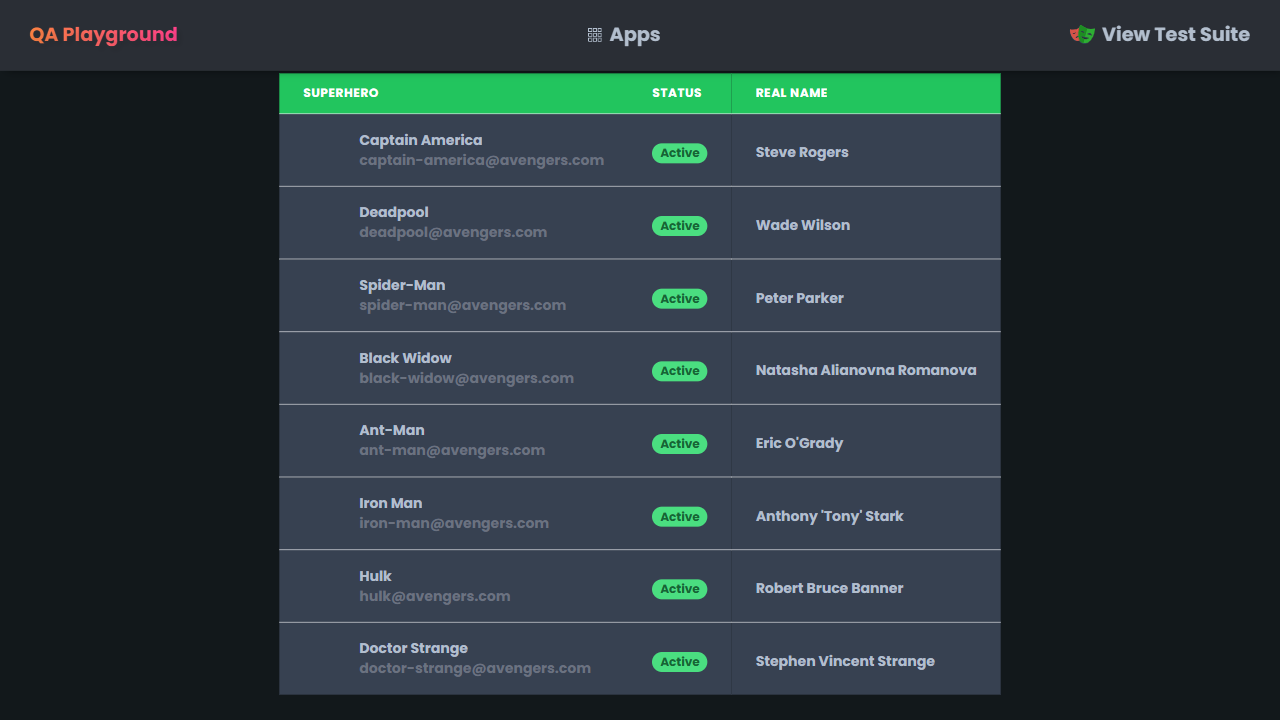 QA Playground
Apps
View Test Suite
SUPERHERO STATUS REAL NAME
Captain America
captain-america@avengers.com
Active
Steve Rogers
Deadpool
deadpool@avengers.com
Active
Wade Wilson
Spider-Man
spider-man@avengers.com
Active
Peter Parker
Black Widow
black-widow@avengers.com
Active
Natasha Alianovna Romanova
Ant-Man
ant-man@avengers.com
Active
Eric O'Grady
Iron Man
iron-man@avengers.com
Active
Anthony 'Tony' Stark
Hulk
hulk@avengers.com
Active
Robert Bruce Banner
Doctor Strange
doctor-strange@avengers.com
Active
Stephen Vincent Strange